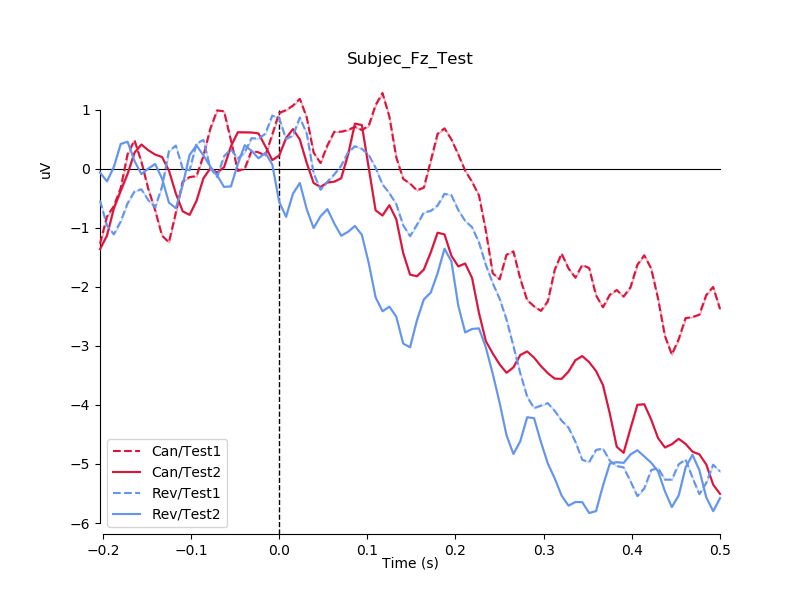 Subjec_Fz_Test
uV
1
0
−1
−2
−3
−4
−5
−6
Can/Test1
Can/Test2
Rev/Test1
Rev/Test2
−0.2 −0.1 0.0 0.1 0.2 0.3 0.4 0.5
Time (s)